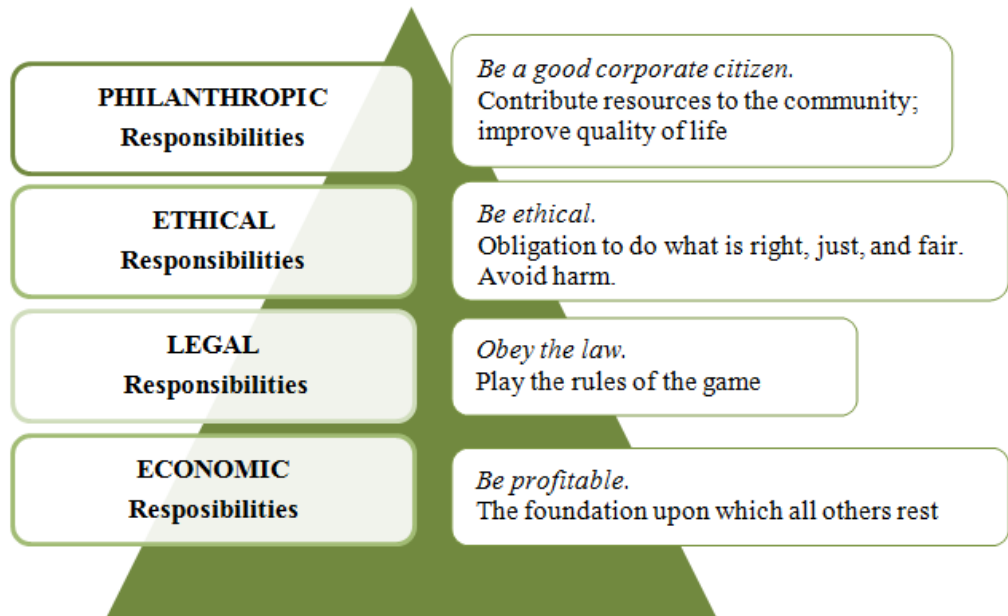 PHILANTHROPIC
Responsibilities
Be a good corporate citizen.
Contribute resources to the community;
improve quality of life
ETHICAL
Responsibilities
Be ethical.
Obligation to do what is right, just, and fair.
Avoid harm.
LEGAL
Responsibilities
Obey the law.
Play the rules of the game
ECONOMIC
Resposibilities
Be profitable.
The foundation upon which all others rest